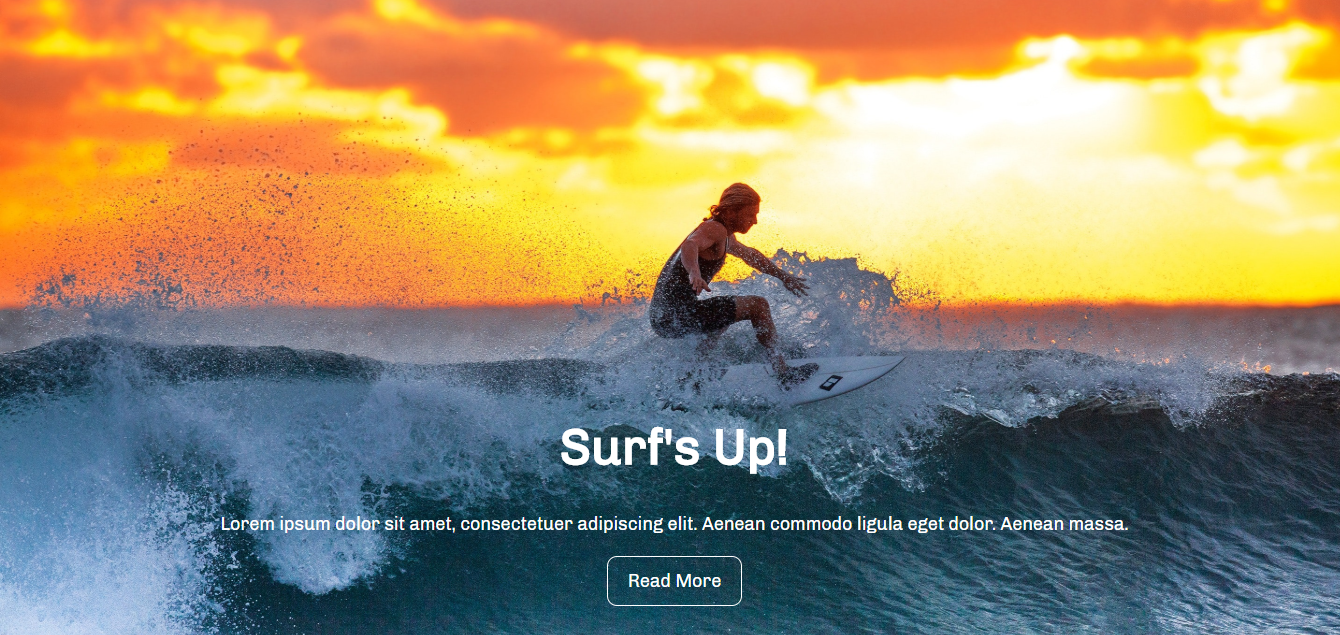 Surf's Up!
Lorem ipsum dolor sit amet, consectetuer adipiscing elit. Aenean commodo ligula eget dolor. Aenean massa.
Read More